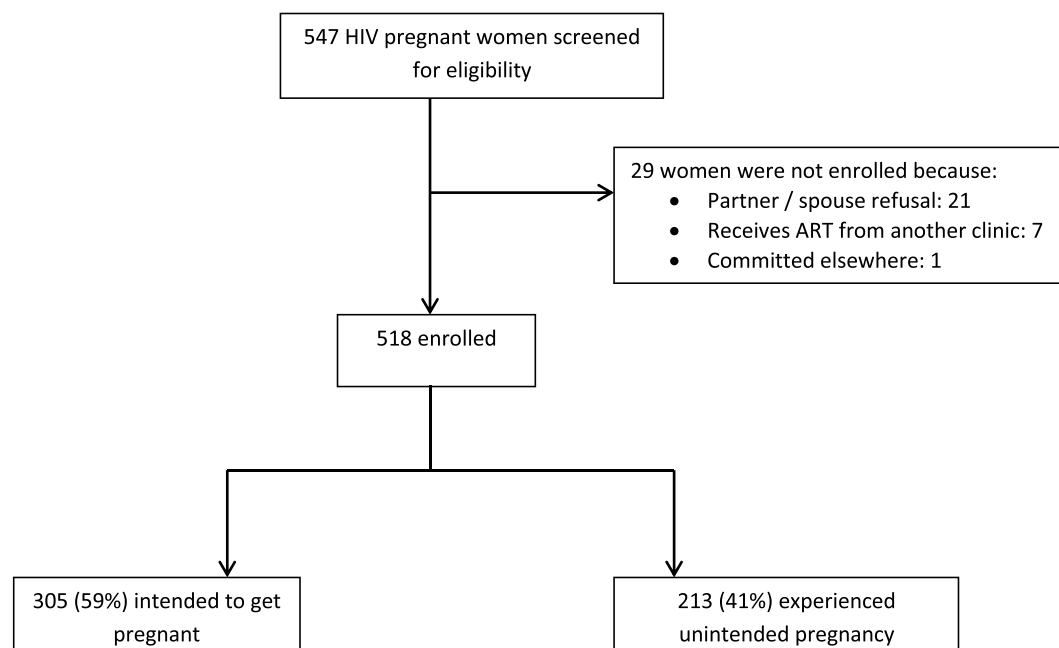 547 HIV pregnant women screened
for eligibility
29 women were not enrolled because:
• Partner / spouse refusal: 21
• Receives ART from another clinic: 7
• Committed elsewhere: 1
518 enrolled
305 (59%) intended to get
pregnant
213 (41%) experienced
unintended pregnancy